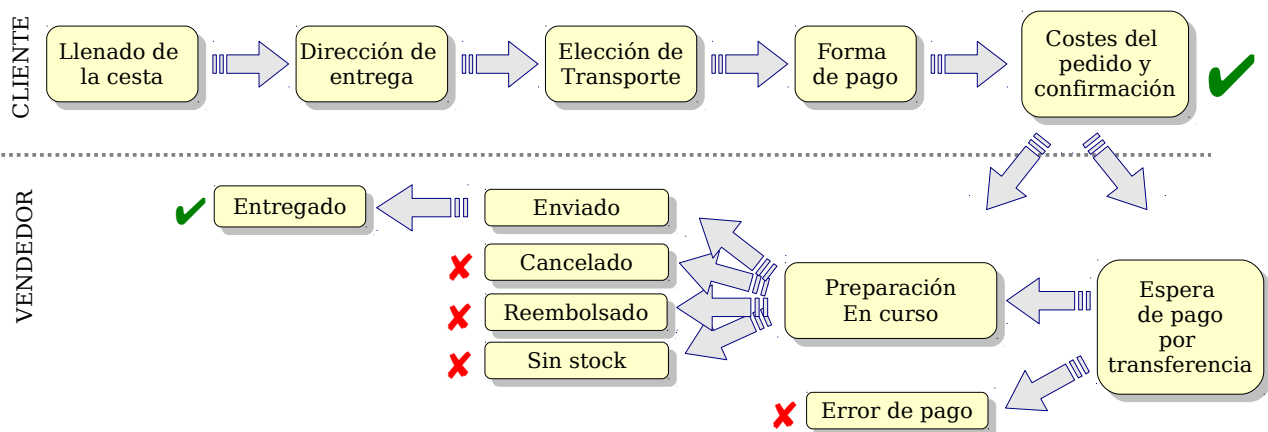 CLIENTE
Llenado de
la cesta
Dirección de
entrega
Elección de
Transporte
Forma
de pago
Costes del
pedido y
confirmación
VENDEDOR
Entregado
Enviado
Cancelado
Reembolsado
Sin stock
Preparación
En curso
Espera
de pago
por
transferencia
Error de pago